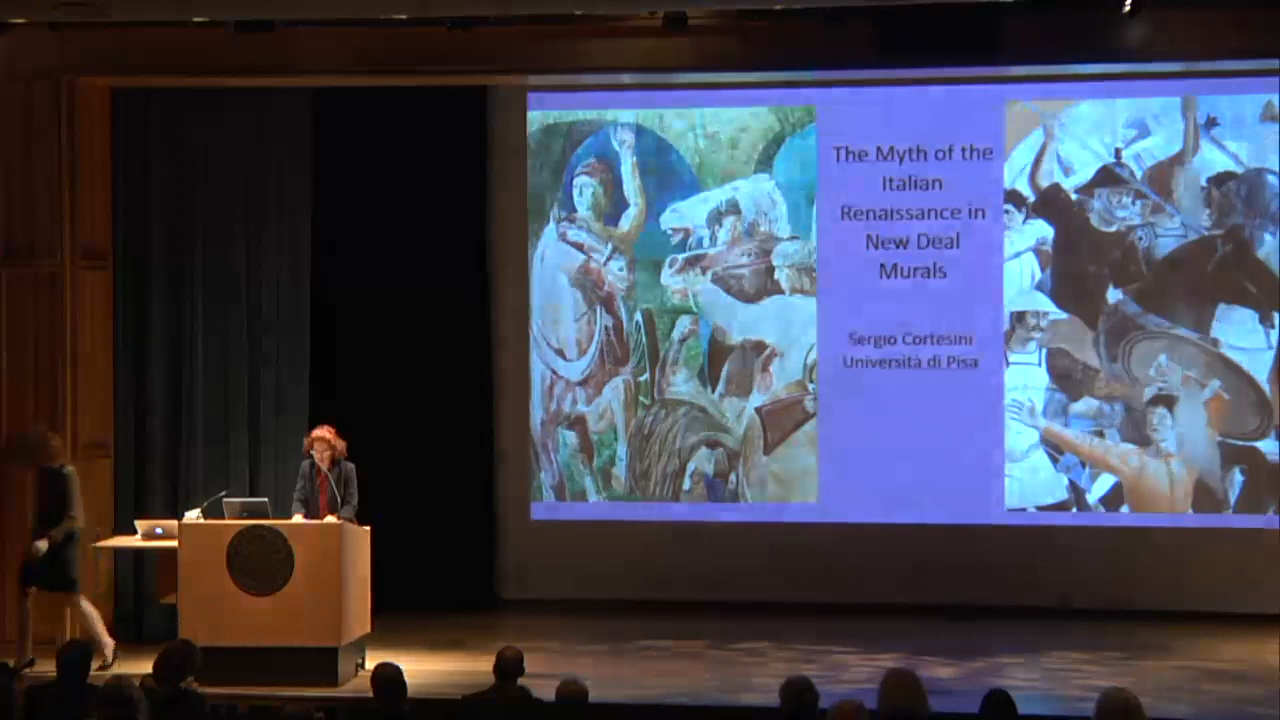 The Myth of the
Italian
Renaissance in
New Deal
Murals
Sergio Cortesini
Università di Pisa